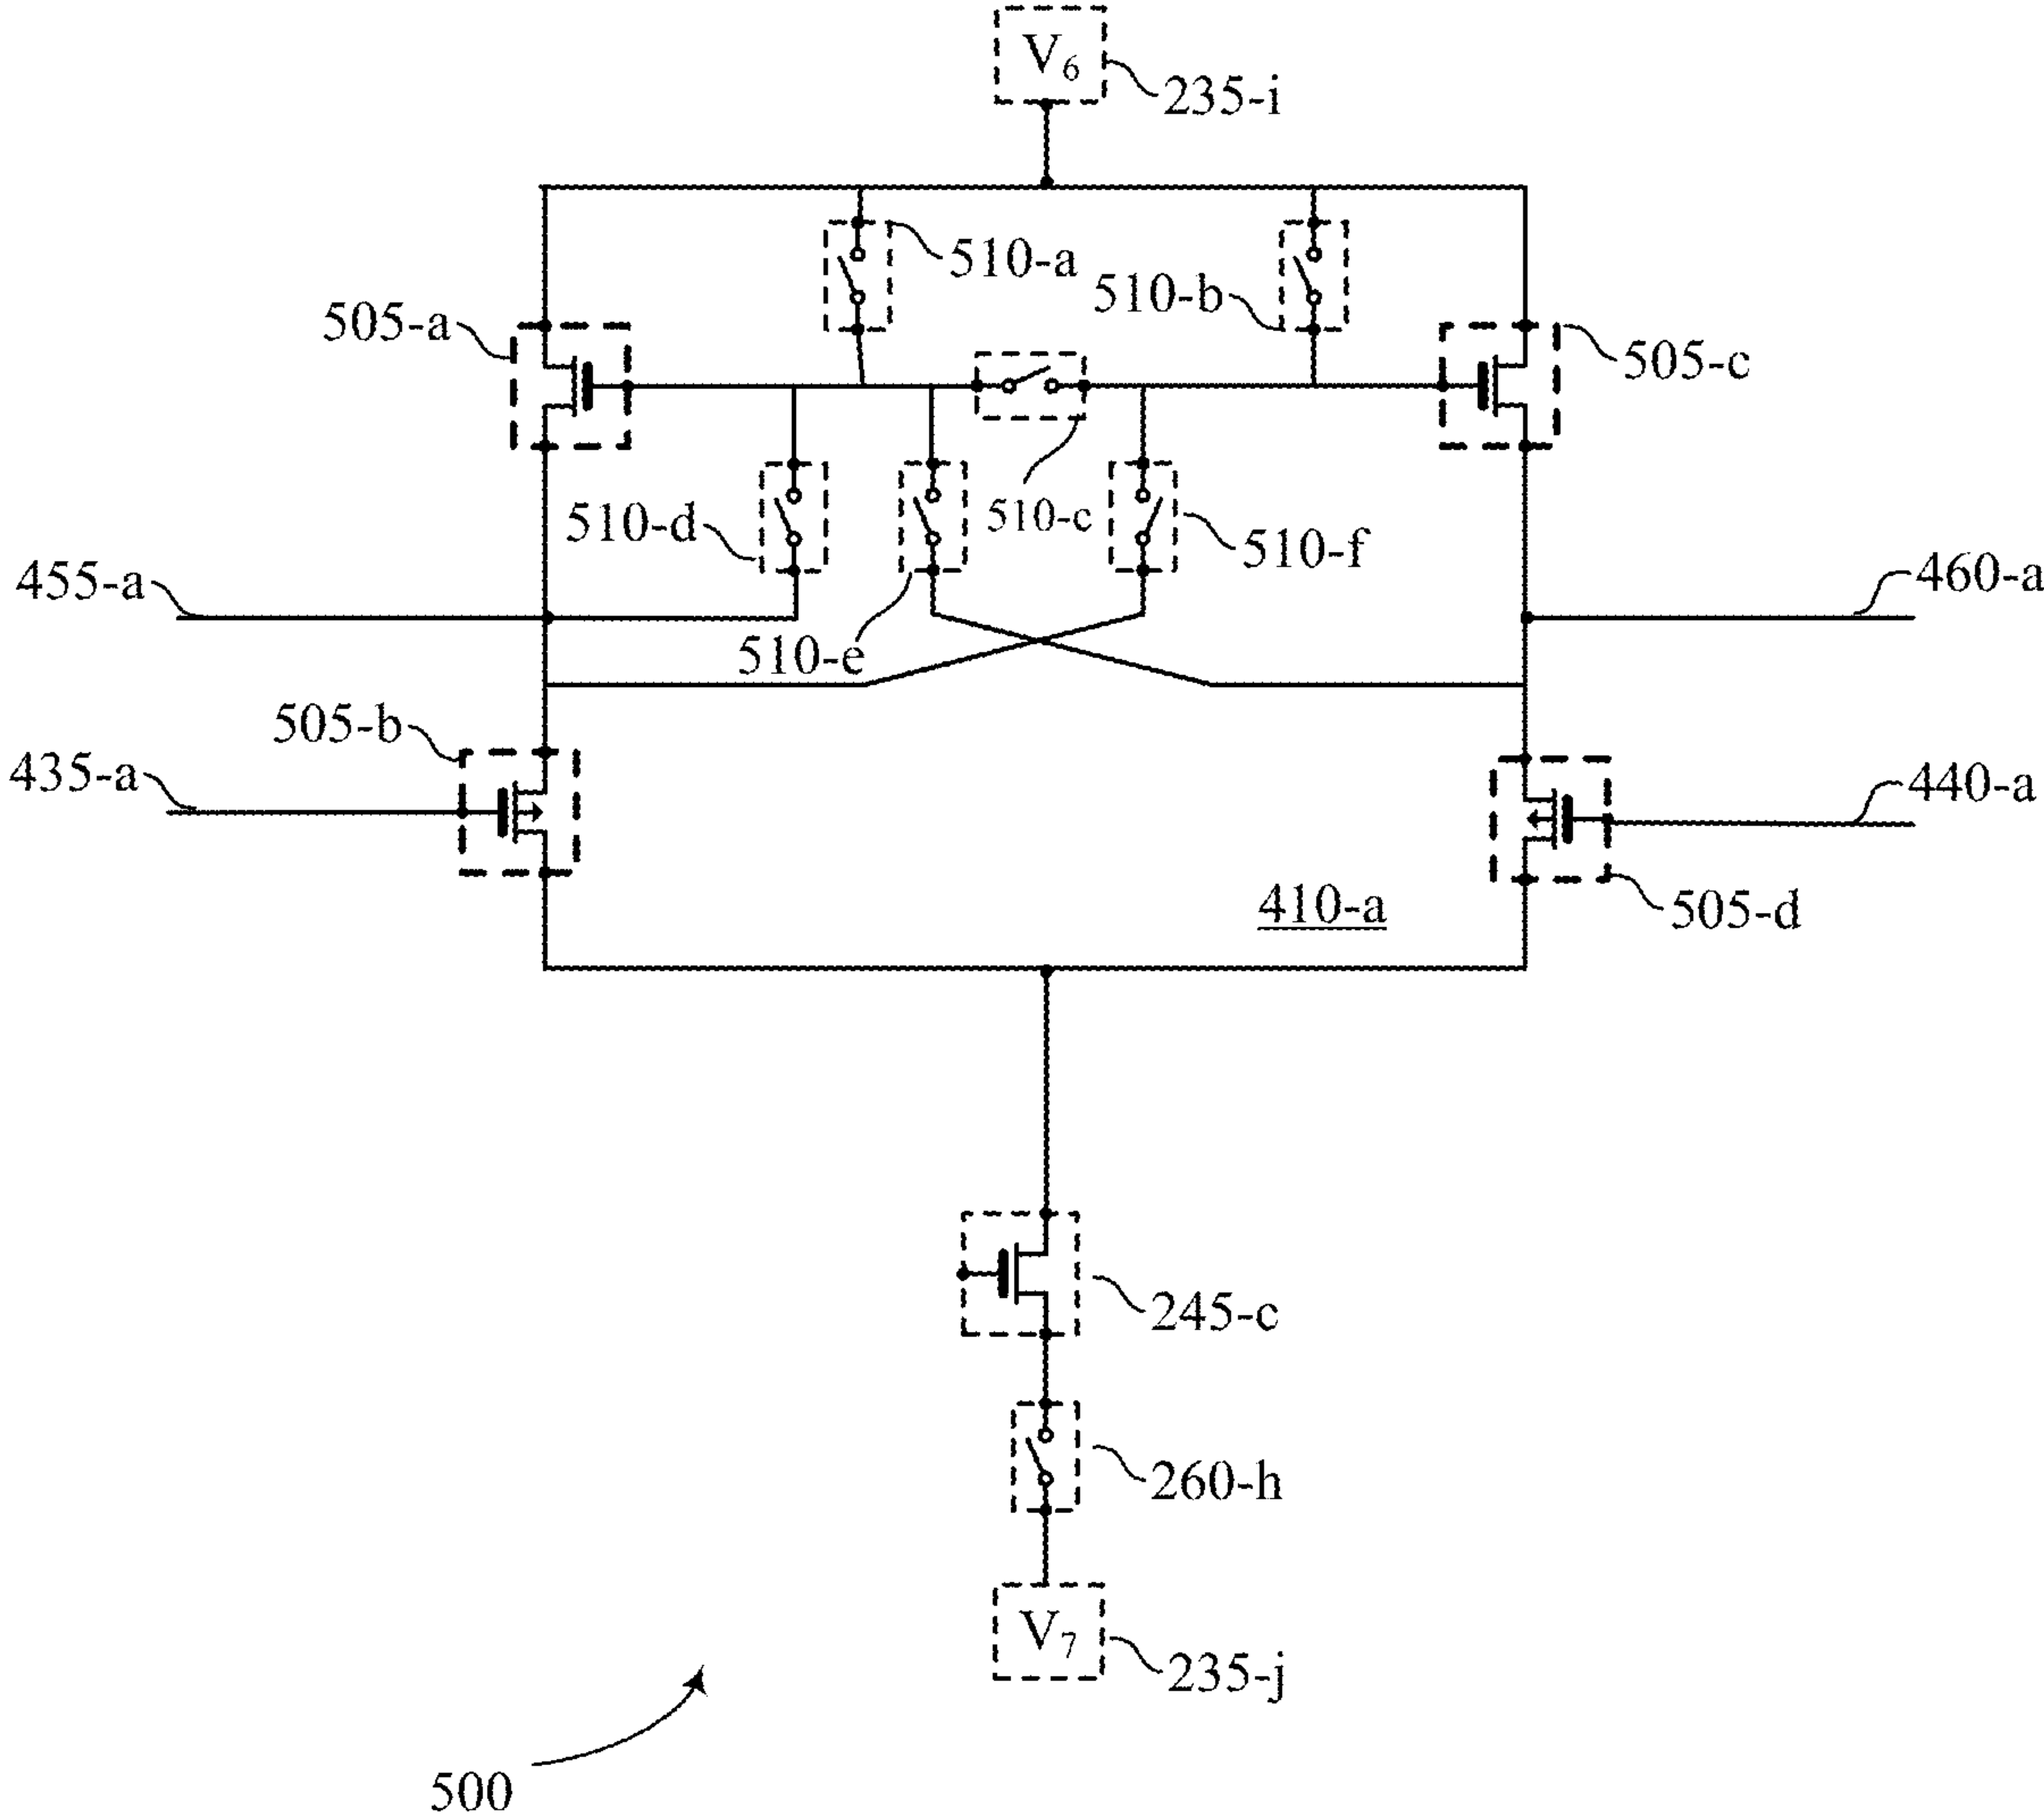 V₆
235-i
510-a
510-b
505-a
505-c
510-c
510-d
510-f
455-a
460-a
510-e
505-b
435-a
440-a
410-a
505-d
245-c
260-h
V₇
235-j
500